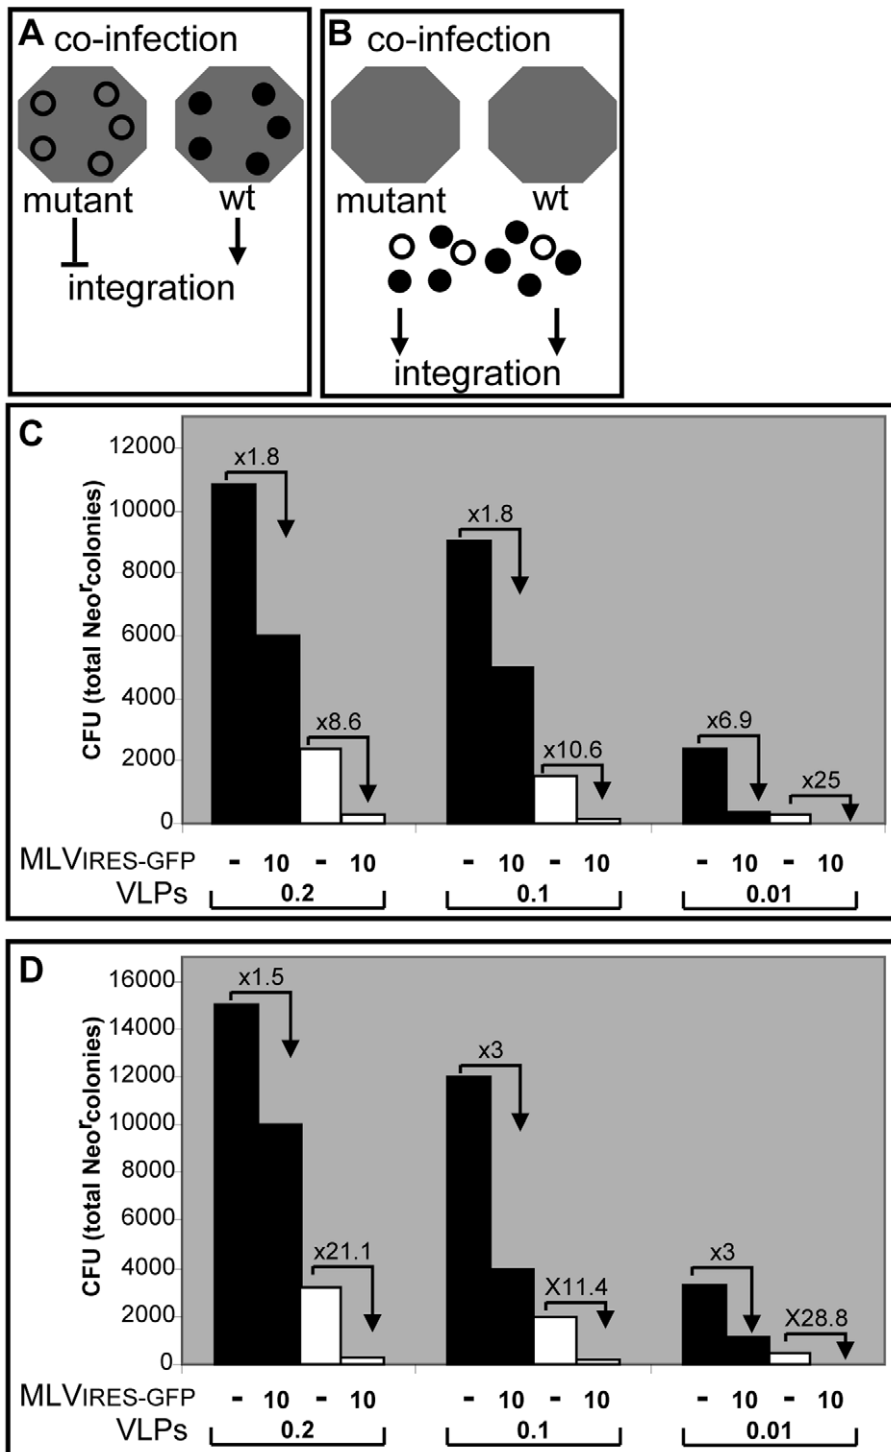 A co-infection
mutant wt
integration
B co-infection
mutant wt
integration
C
CFU (total Neoʳcolonies)
12000
10000
8000
6000
4000
2000
0
x1.8
x8.6
x1.8
x10.6
x6.9
x25
MLVIRES-GFP - 10 - 10 - 10 - 10 - 10 - 10
VLPs 0.2 0.1 0.01
D
CFU (total Neoʳcolonies)
16000
14000
12000
10000
8000
6000
4000
2000
0
x1.5
x21.1
x3
X11.4
x3
X28.8
MLVIRES-GFP - 10 - 10 - 10 - 10 - 10 - 10
VLPs 0.2 0.1 0.01